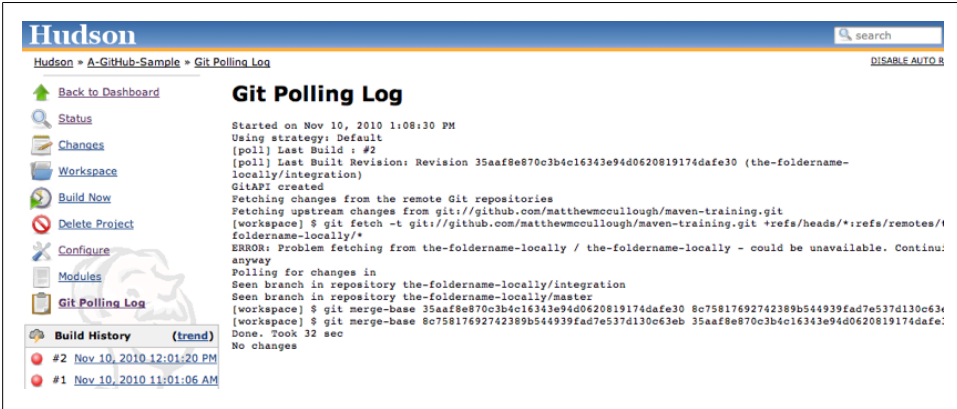 Hudson
search
Hudson » A-GitHub-Sample » Git Polling Log
DISABLE AUTO R
Back to Dashboard
Status
Changes
Workspace
Build Now
Delete Project
Configure
Modules
Git Polling Log
Build History (trend)
#2 Nov 10, 2010 12:01:20 PM
#1 Nov 10, 2010 11:01:06 AM
Git Polling Log
Started on Nov 10, 2010 1:08:30 PM
Using strategy: Default
[poll] Last Build : #2
[poll] Last Built Revision: Revision 35aaf8e870c3b4c16343e94d0620819174dafe30 (the-foldername-
locally/integration)
GitAPI created
Fetching changes from the remote Git repositories
Fetching upstream changes from git://github.com/matthewmccullough/maven-training.git
[workspace] $ git fetch -t git://github.com/matthewmccullough/maven-training.git +refs/heads/*:refs/remotes/t
foldername-locally/*
ERROR: Problem fetching from the-foldername-locally / the-foldername-locally - could be unavailable. Continui
anyway
Polling for changes in
Seen branch in repository the-foldername-locally/integration
Seen branch in repository the-foldername-locally/master
[workspace] $ git merge-base 35aaf8e870c3b4c16343e94d0620819174dafe30 8c75817692742389b544939fad7e537d130c63e
[workspace] $ git merge-base 8c75817692742389b544939fad7e537d130c63eb 35aaf8e870c3b4c16343e94d0620819174dafe
Done. Took 32 sec
No changes